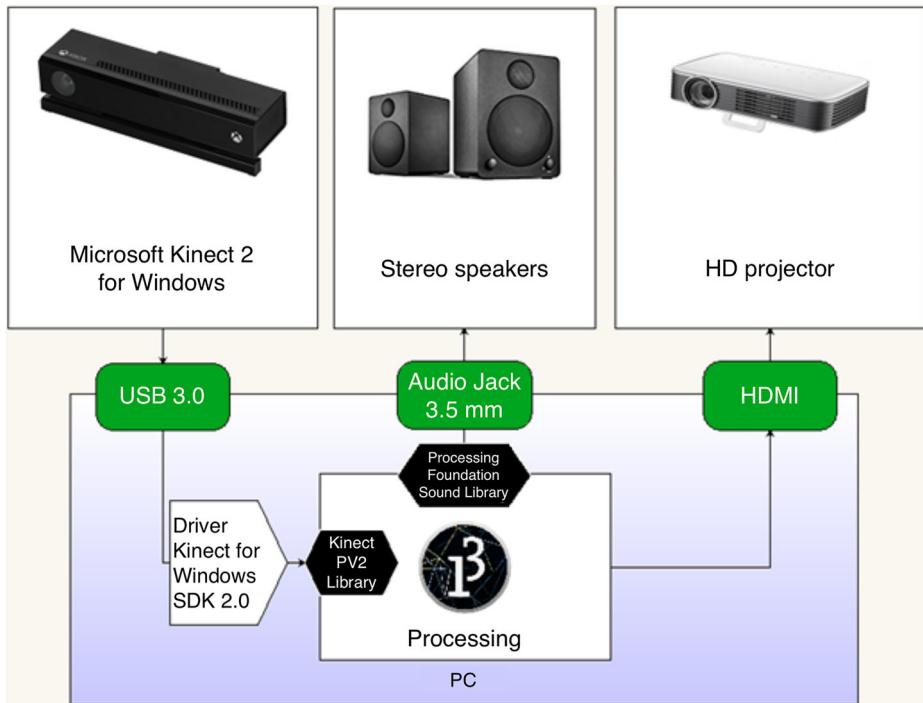 Microsoft Kinect 2
for Windows
Stereo speakers
HD projector
USB 3.0
Audio Jack
3.5 mm
HDMI
Processing
Foundation
Sound Library
Driver
Kinect for
Windows
SDK 2.0
Kinect
PV2
Library
Processing
PC